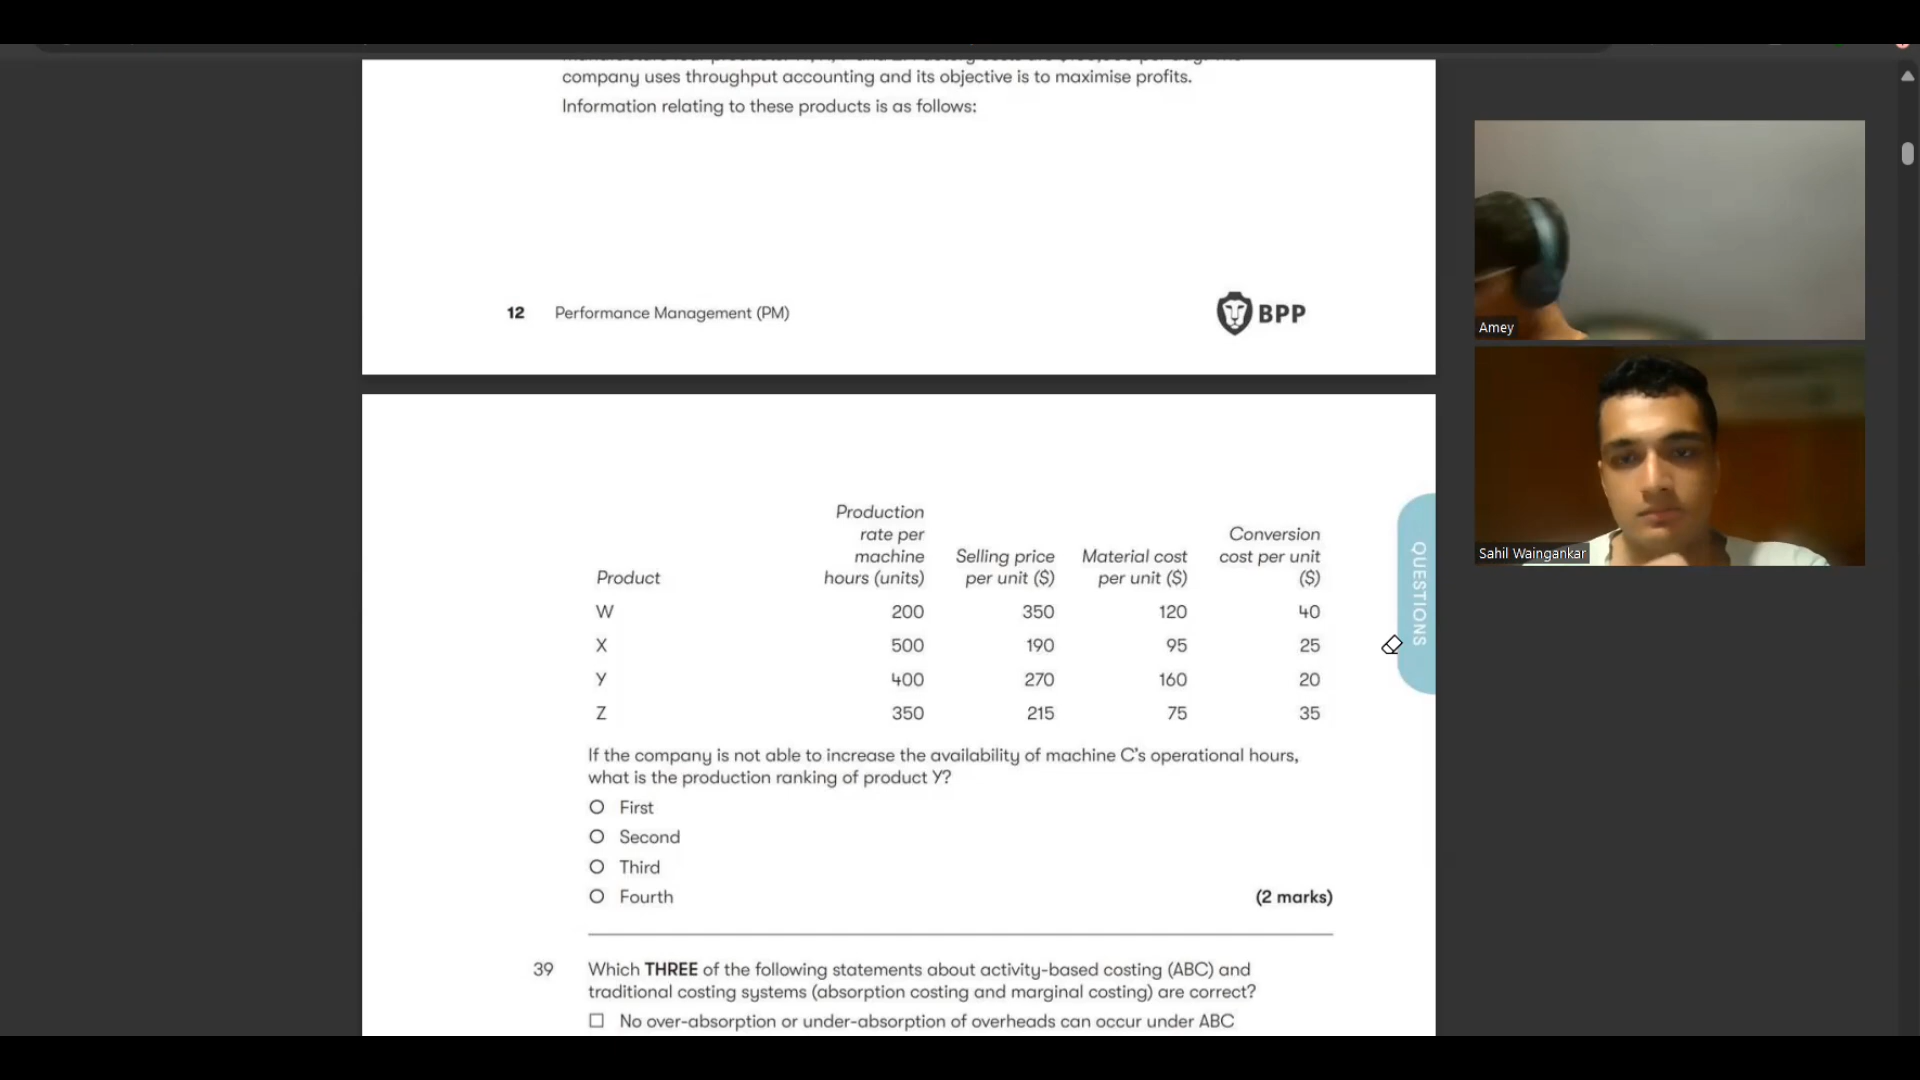 company uses throughput accounting and its objective is to maximise profits.
Information relating to these products is as follows:
12 Performance Management (PM)
BPP
Amey
Sahil Waingankar
QUESTIONS
Product Production rate per machine hours (units) Selling price per unit ($) Material cost per unit ($) Conversion cost per unit ($)
W 200 350 120 40
X 500 190 95 25
Y 400 270 160 20
Z 350 215 75 35
If the company is not able to increase the availability of machine C's operational hours,
what is the production ranking of product Y?
First
Second
Third
Fourth (2 marks)
39 Which THREE of the following statements about activity-based costing (ABC) and
traditional costing systems (absorption costing and marginal costing) are correct?
No over-absorption or under-absorption of overheads can occur under ABC